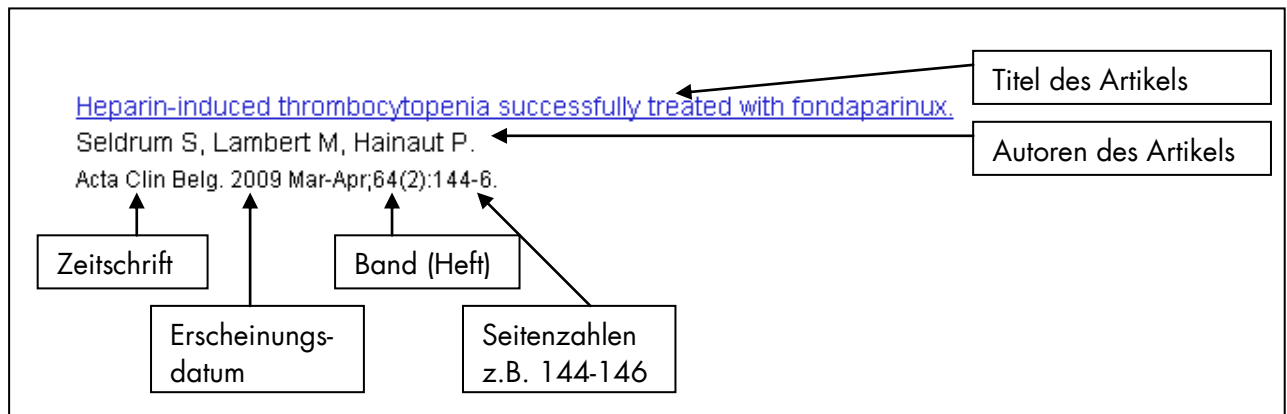 Titel des Artikels
Heparin-induced thrombocytopenia successfully treated with fondaparinux.
Seldrum S, Lambert M, Hainaut P.
Autoren des Artikels
Acta Clin Belg. 2009 Mar-Apr;64(2):144-6.
Zeitschrift
Band (Heft)
Erscheinungs-
datum
Seitenzahlen
z.B. 144-146